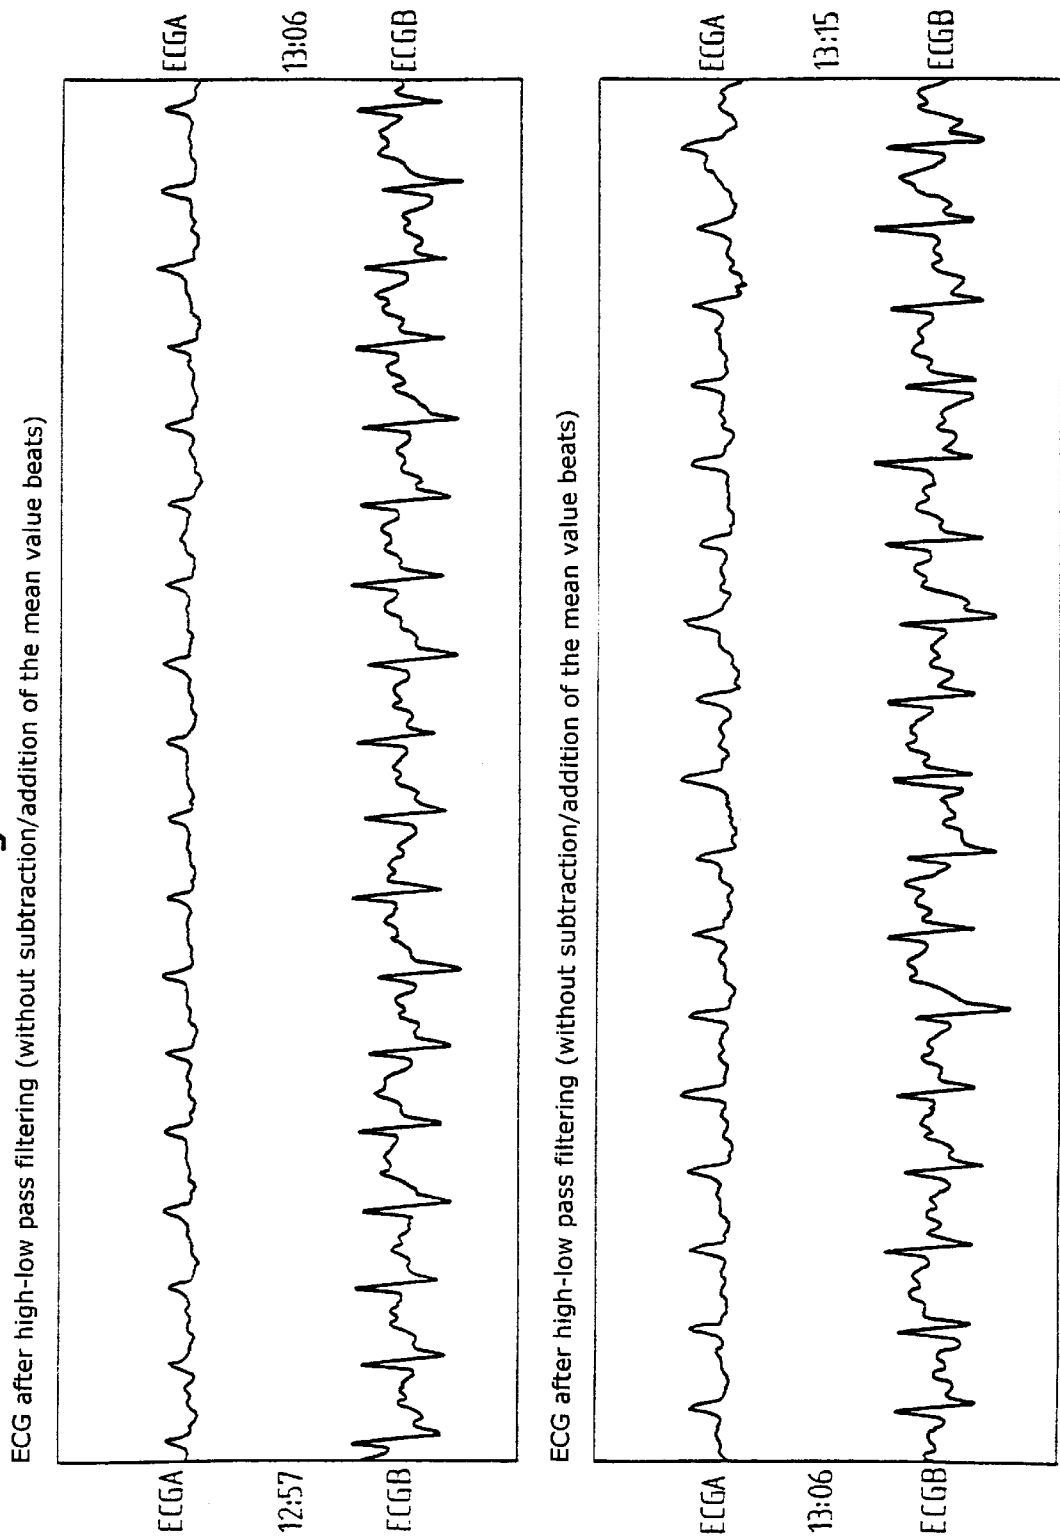 ECG after high-low pass filtering (without subtraction/addition of the mean value beats)
ECGA
ECGA
12:57
13:06
ECGB
ECGB
ECG after high-low pass filtering (without subtraction/addition of the mean value beats)
ECGA
ECGA
13:06
13:15
ECGB
ECGB